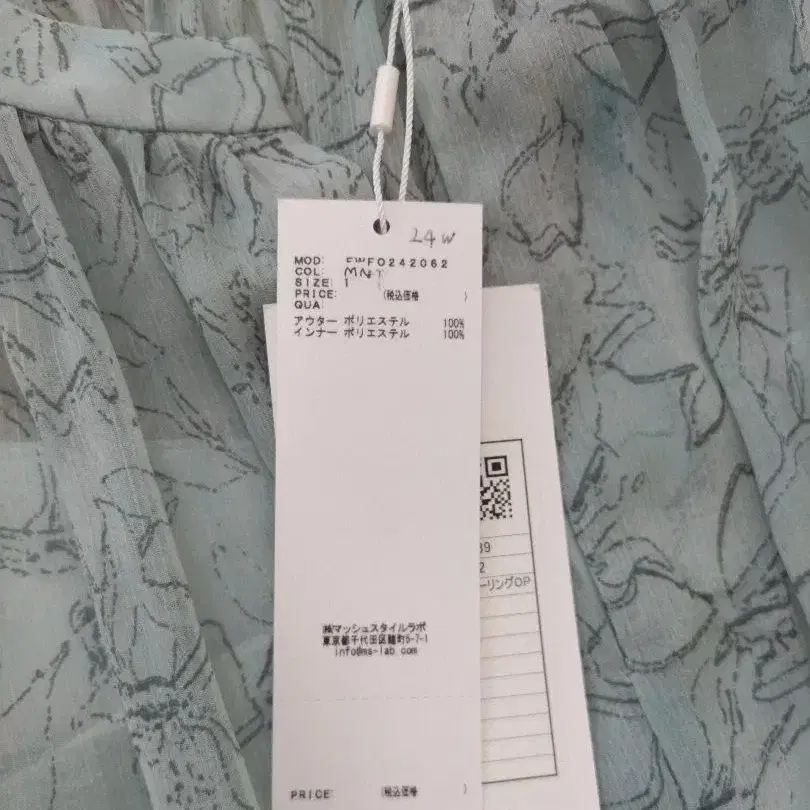 24W
MOD: FWFO242062
COL: MNT
SIZE: 1
PRICE: (税込価格 )
QUA:
アウター ポリエステル 100%
インナー ポリエステル 100%
39
2
ーリングOP
㈱マッシュスタイルラボ
東京都千代田区麹町5-7-1
info@ms-lab.com
PRICE: (税込価格 )